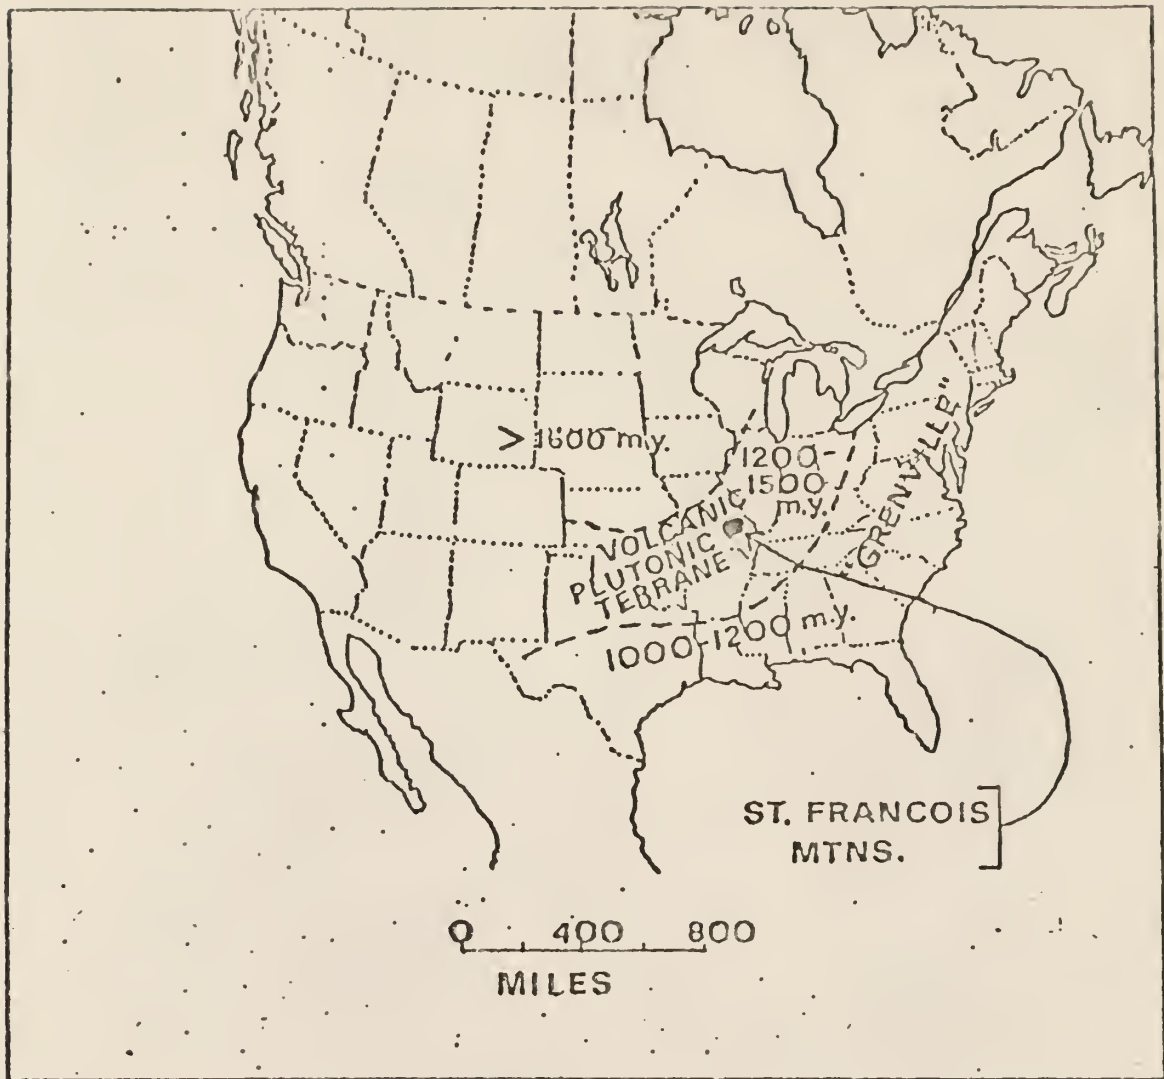 > 1600 m.y.
1200-
1500
m.y.
VOLCANIC
PLUTONIC
TERRANE
"GRENVILLE"
1000-1200 m.y.
ST. FRANCOIS
MTNS.
0 400 800
MILES